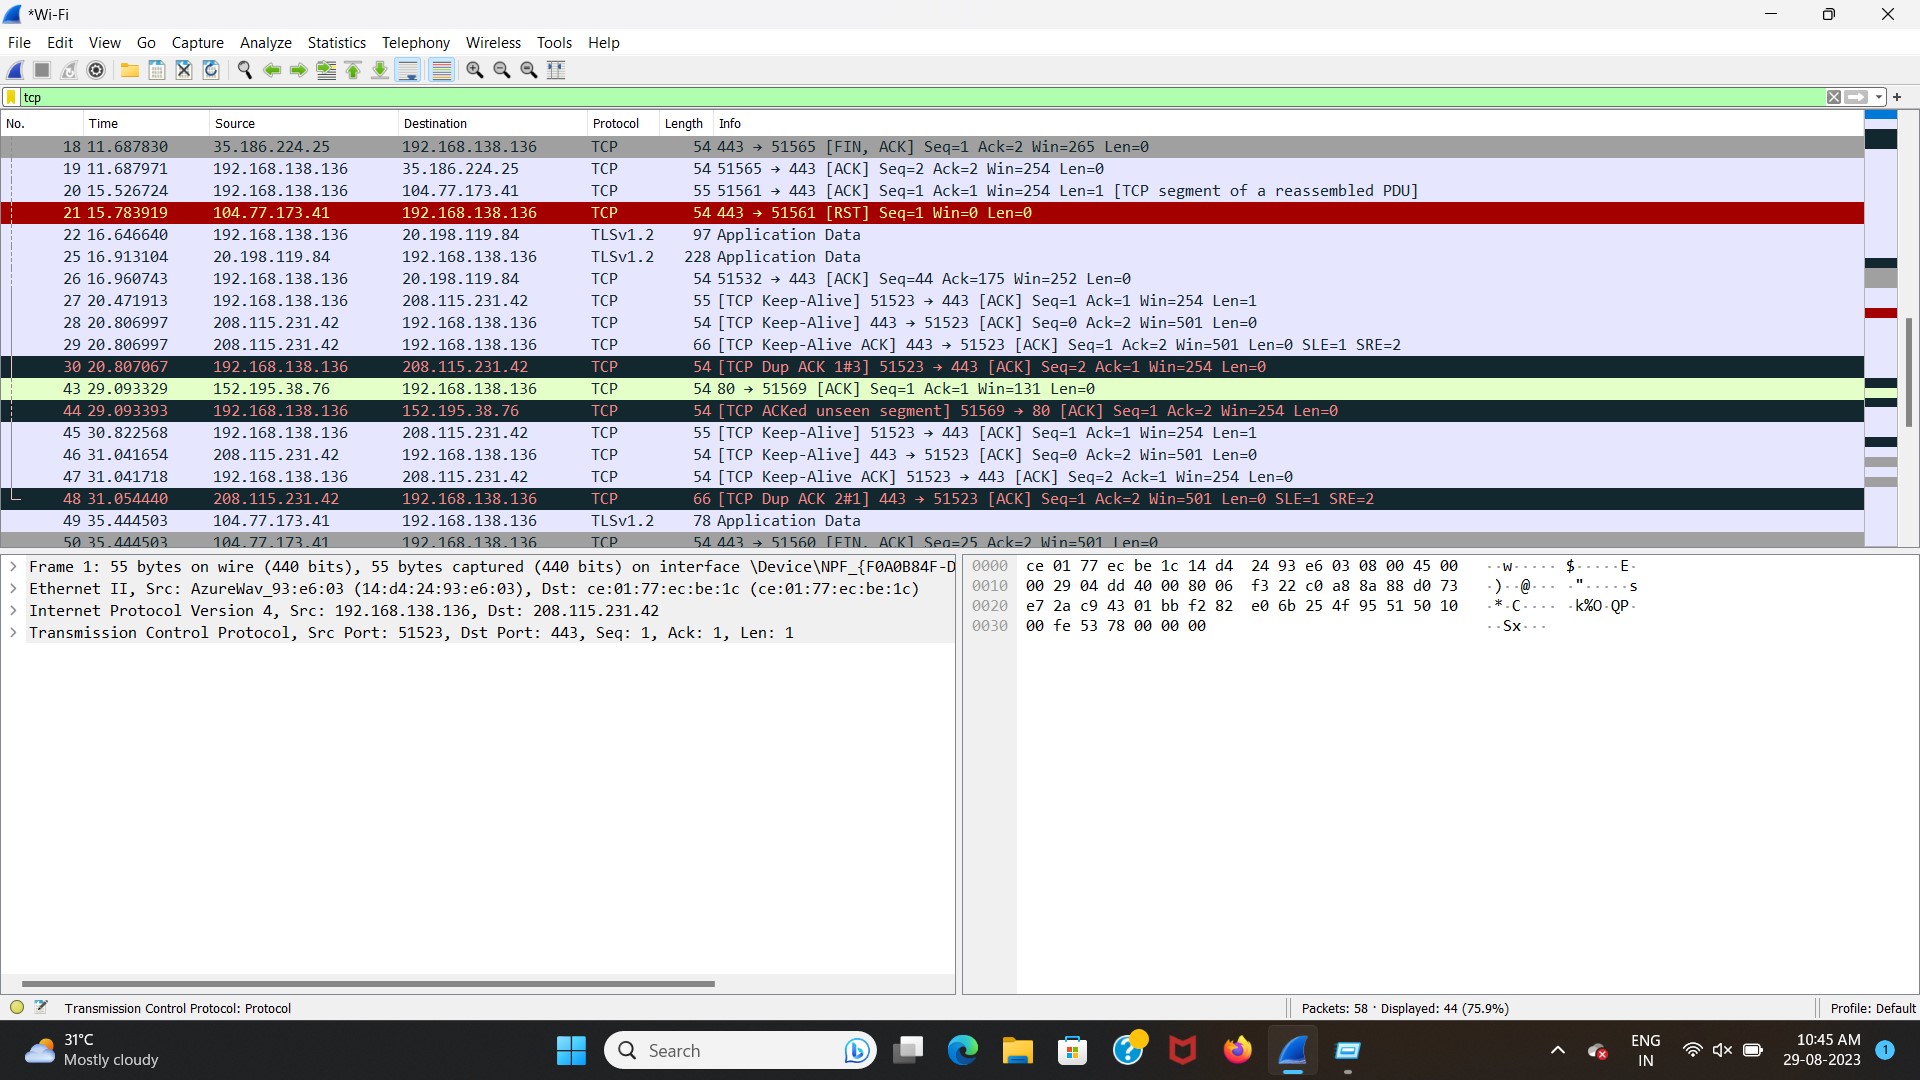 *Wi-Fi
File Edit View Go Capture Analyze Statistics Telephony Wireless Tools Help
tcp
No. Time Source Destination Protocol Length Info
18 11.687830 35.186.224.25 192.168.138.136 TCP 54 443 → 51565 [FIN, ACK] Seq=1 Ack=2 Win=265 Len=0
19 11.687971 192.168.138.136 35.186.224.25 TCP 54 51565 → 443 [ACK] Seq=2 Ack=2 Win=254 Len=0
20 15.526724 192.168.138.136 104.77.173.41 TCP 55 51561 → 443 [ACK] Seq=1 Ack=1 Win=254 Len=1 [TCP segment of a reassembled PDU]
21 15.783919 104.77.173.41 192.168.138.136 TCP 54 443 → 51561 [RST] Seq=1 Win=0 Len=0
22 16.646640 192.168.138.136 20.198.119.84 TLSv1.2 97 Application Data
25 16.913104 20.198.119.84 192.168.138.136 TLSv1.2 228 Application Data
26 16.960743 192.168.138.136 20.198.119.84 TCP 54 51532 → 443 [ACK] Seq=44 Ack=175 Win=252 Len=0
27 20.471913 192.168.138.136 208.115.231.42 TCP 55 [TCP Keep-Alive] 51523 → 443 [ACK] Seq=1 Ack=1 Win=254 Len=1
28 20.806997 208.115.231.42 192.168.138.136 TCP 54 [TCP Keep-Alive] 443 → 51523 [ACK] Seq=0 Ack=2 Win=501 Len=0
29 20.806997 208.115.231.42 192.168.138.136 TCP 66 [TCP Keep-Alive ACK] 443 → 51523 [ACK] Seq=1 Ack=2 Win=501 Len=0 SLE=1 SRE=2
30 20.807067 192.168.138.136 208.115.231.42 TCP 54 [TCP Dup ACK 1#3] 51523 → 443 [ACK] Seq=2 Ack=1 Win=254 Len=0
43 29.093329 152.195.38.76 192.168.138.136 TCP 54 80 → 51569 [ACK] Seq=1 Ack=1 Win=131 Len=0
44 29.093393 192.168.138.136 152.195.38.76 TCP 54 [TCP ACKed unseen segment] 51569 → 80 [ACK] Seq=1 Ack=2 Win=254 Len=0
45 30.822568 192.168.138.136 208.115.231.42 TCP 55 [TCP Keep-Alive] 51523 → 443 [ACK] Seq=1 Ack=1 Win=254 Len=1
46 31.041654 208.115.231.42 192.168.138.136 TCP 54 [TCP Keep-Alive] 443 → 51523 [ACK] Seq=0 Ack=2 Win=501 Len=0
47 31.041718 192.168.138.136 208.115.231.42 TCP 54 [TCP Keep-Alive ACK] 51523 → 443 [ACK] Seq=2 Ack=1 Win=254 Len=0
48 31.054440 208.115.231.42 192.168.138.136 TCP 66 [TCP Dup ACK 2#1] 443 → 51523 [ACK] Seq=1 Ack=2 Win=501 Len=0 SLE=1 SRE=2
49 35.444503 104.77.173.41 192.168.138.136 TLSv1.2 78 Application Data
50 35.444503 104.77.173.41 192.168.138.136 TCP 54 443 → 51560 [FIN, ACK] Seq=25 Ack=2 Win=501 Len=0
Frame 1: 55 bytes on wire (440 bits), 55 bytes captured (440 bits) on interface \Device\NPF_{F0A0B84F-D
Ethernet II, Src: AzureWav_93:e6:03 (14:d4:24:93:e6:03), Dst: ce:01:77:ec:be:1c (ce:01:77:ec:be:1c)
Internet Protocol Version 4, Src: 192.168.138.136, Dst: 208.115.231.42
Transmission Control Protocol, Src Port: 51523, Dst Port: 443, Seq: 1, Ack: 1, Len: 1
0000 ce 01 77 ec be 1c 14 d4 24 93 e6 03 08 00 45 00 ··w····· $·····E·
0010 00 29 04 dd 40 00 80 06 f3 22 c0 a8 8a 88 d0 73 ·)··@··· ·"·····s
0020 e7 2a c9 43 01 bb f2 82 e0 6b 25 4f 95 51 50 10 ·*·C···· ·k%O·QP·
0030 00 fe 53 78 00 00 00 ··Sx···
Transmission Control Protocol: Protocol
Packets: 58 · Displayed: 44 (75.9%)
Profile: Default
31°C
Mostly cloudy
Search
ENG
IN
10:45 AM
29-08-2023
1